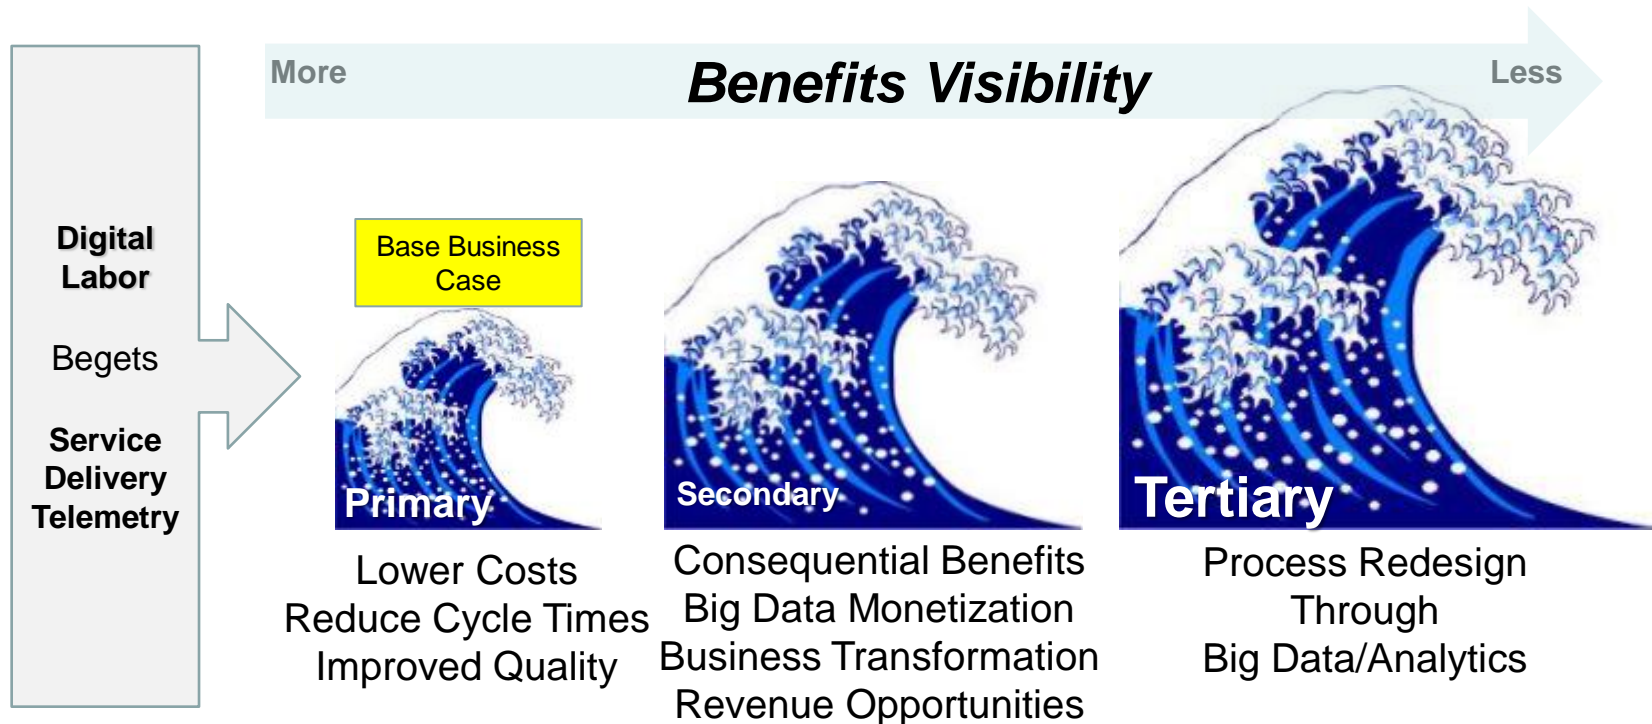 More
Benefits Visibility
Less
Digital
Labor
Begets
Service
Delivery
Telemetry
Base Business
Case
Primary
Secondary
Tertiary
Lower Costs
Reduce Cycle Times
Improved Quality
Consequential Benefits
Big Data Monetization
Business Transformation
Revenue Opportunities
Process Redesign
Through
Big Data/Analytics